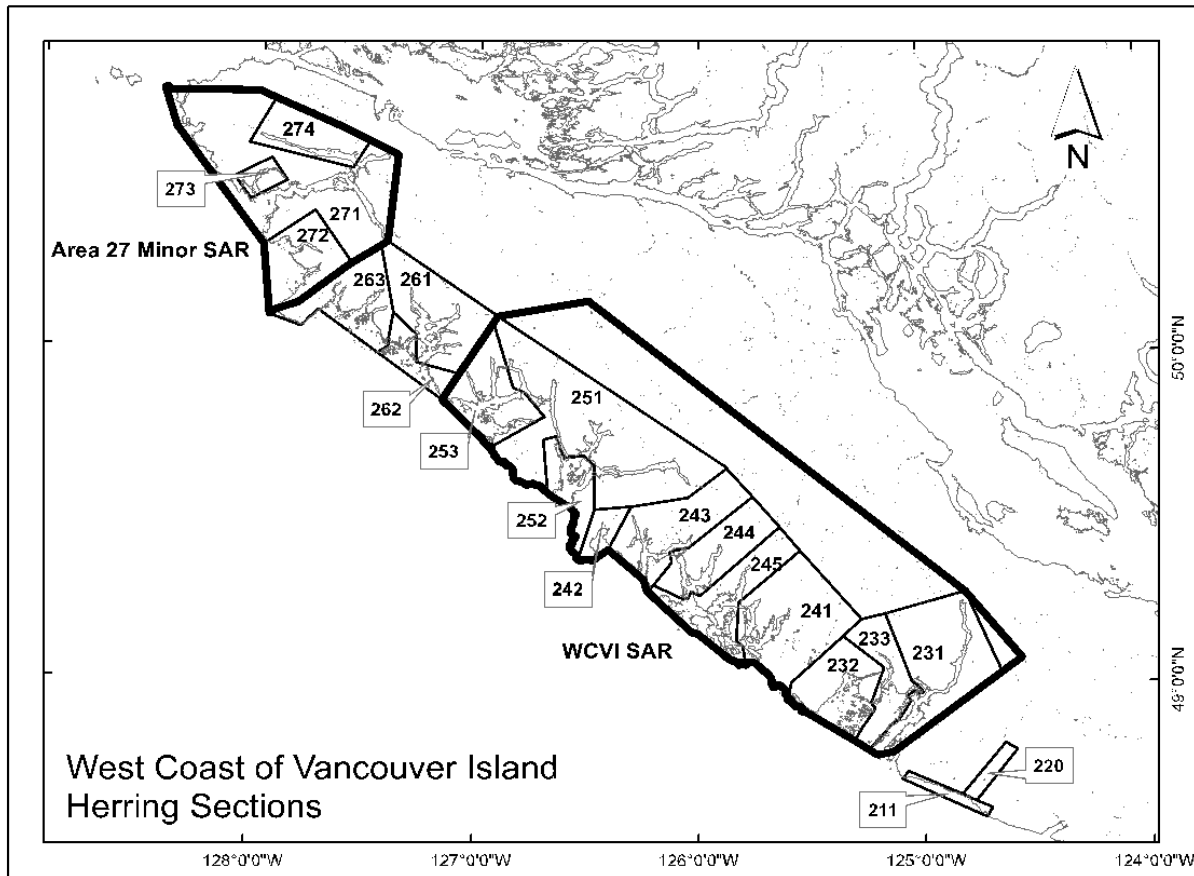 274
N
273
271
272
Area 27 Minor SAR
263
261
50°0'0"N
262
251
253
252
243
244
242
245
241
WCVI SAR
233
231
232
49°0'0"N
West Coast of Vancouver Island
Herring Sections
220
211
128°0'0"W
127°0'0"W
126°0'0"W
125°0'0"W
124°0'0"W